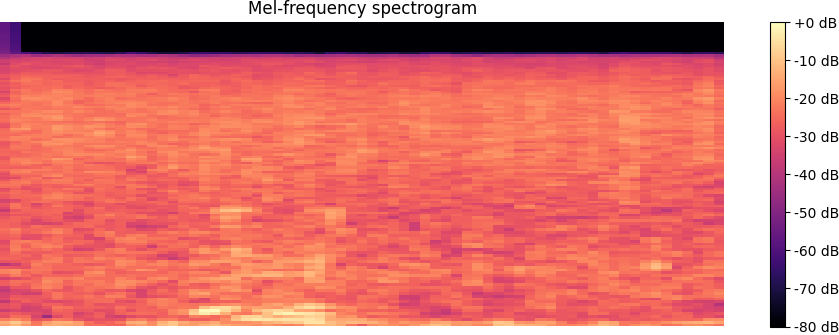 Mel-frequency spectrogram
+0 dB
-10 dB
-20 dB
-30 dB
-40 dB
-50 dB
-60 dB
-70 dB
-80 dB